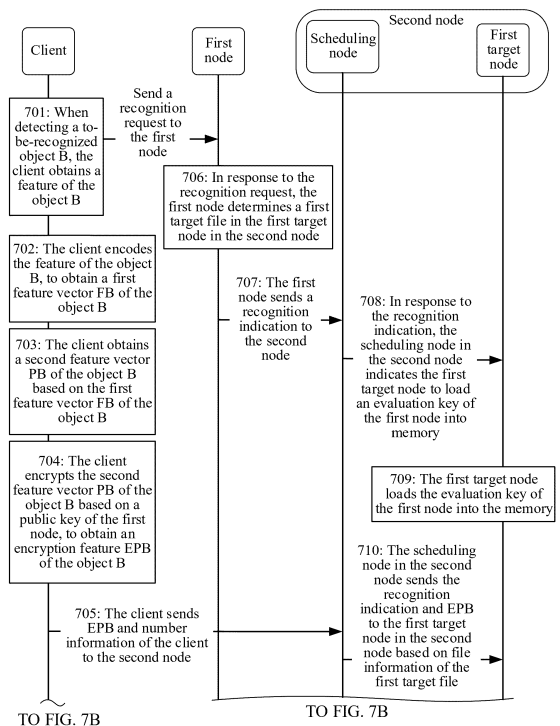 Second node
Client
First
node
Scheduling
node
First
target
node
701: When
detecting a to-
be-recognized
object B, the
client obtains a
feature of the
object B
Send a
recognition
request to
the first
node
706: In response to the
recognition request, the
first node determines a first
target file in the first target
node in the second node
702: The client encodes
the feature of the object
B, to obtain a first
feature vector FB of the
object B
707: The first
node sends a
recognition
indication to
the second
node
708: In response to
the recognition
indication, the
scheduling node in
the second node
indicates the first
target node to load
an evaluation key of
the first node into
memory
703: The client obtains
a second feature vector
PB of the object B
based on the first
feature vector FB of the
object B
704: The client
encrypts the second
feature vector PB of the
object B based on a
public key of the first
node, to obtain an
encryption feature EPB
of the object B
709: The first target node
loads the evaluation key of
the first node into the memory
705: The client sends
EPB and number
information of the client
to the second node
710: The scheduling
node in the second
node sends the
recognition
indication and EPB
to the first target
node in the second
node based on file
information of the
first target file
TO FIG. 7B
TO FIG. 7B